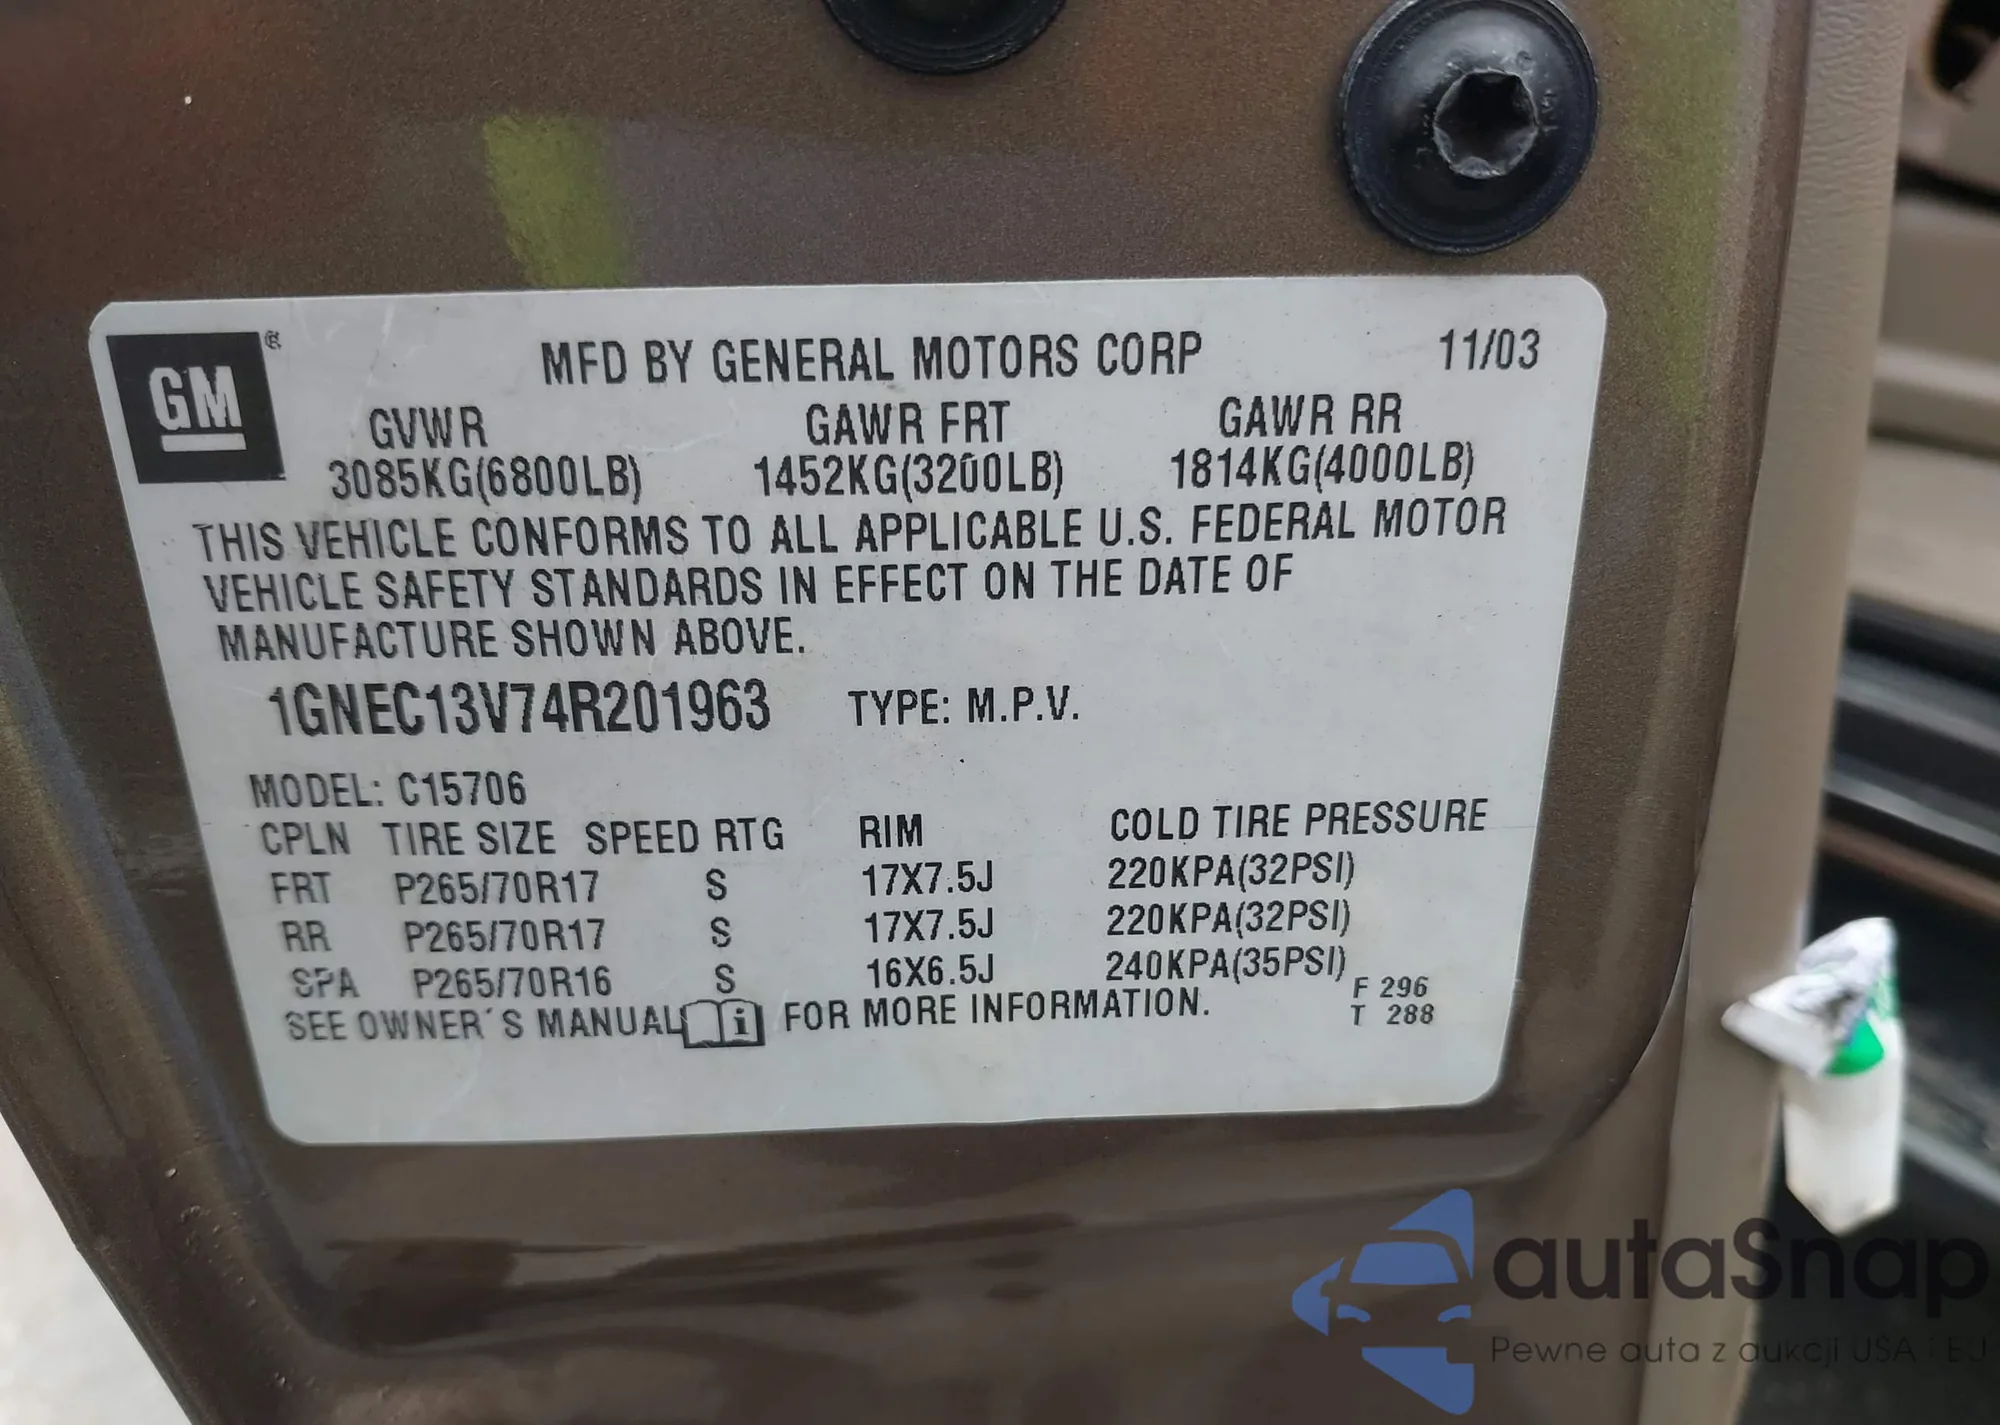 GM ®
MFD BY GENERAL MOTORS CORP 11/03
GVWR GAWR FRT GAWR RR
3085KG(6800LB) 1452KG(3200LB) 1814KG(4000LB)
THIS VEHICLE CONFORMS TO ALL APPLICABLE U.S. FEDERAL MOTOR
VEHICLE SAFETY STANDARDS IN EFFECT ON THE DATE OF
MANUFACTURE SHOWN ABOVE.
1GNEC13V74R201963 TYPE: M.P.V.
MODEL: C15706
CPLN TIRE SIZE SPEED RTG RIM COLD TIRE PRESSURE
FRT P265/70R17 S 17X7.5J 220KPA(32PSI)
RR P265/70R17 S 17X7.5J 220KPA(32PSI)
SPA P265/70R16 S 16X6.5J 240KPA(35PSI)
SEE OWNER´S MANUAL i FOR MORE INFORMATION.
F 296
T 288
autaSnap
Pewne auta z aukcji USA i EU